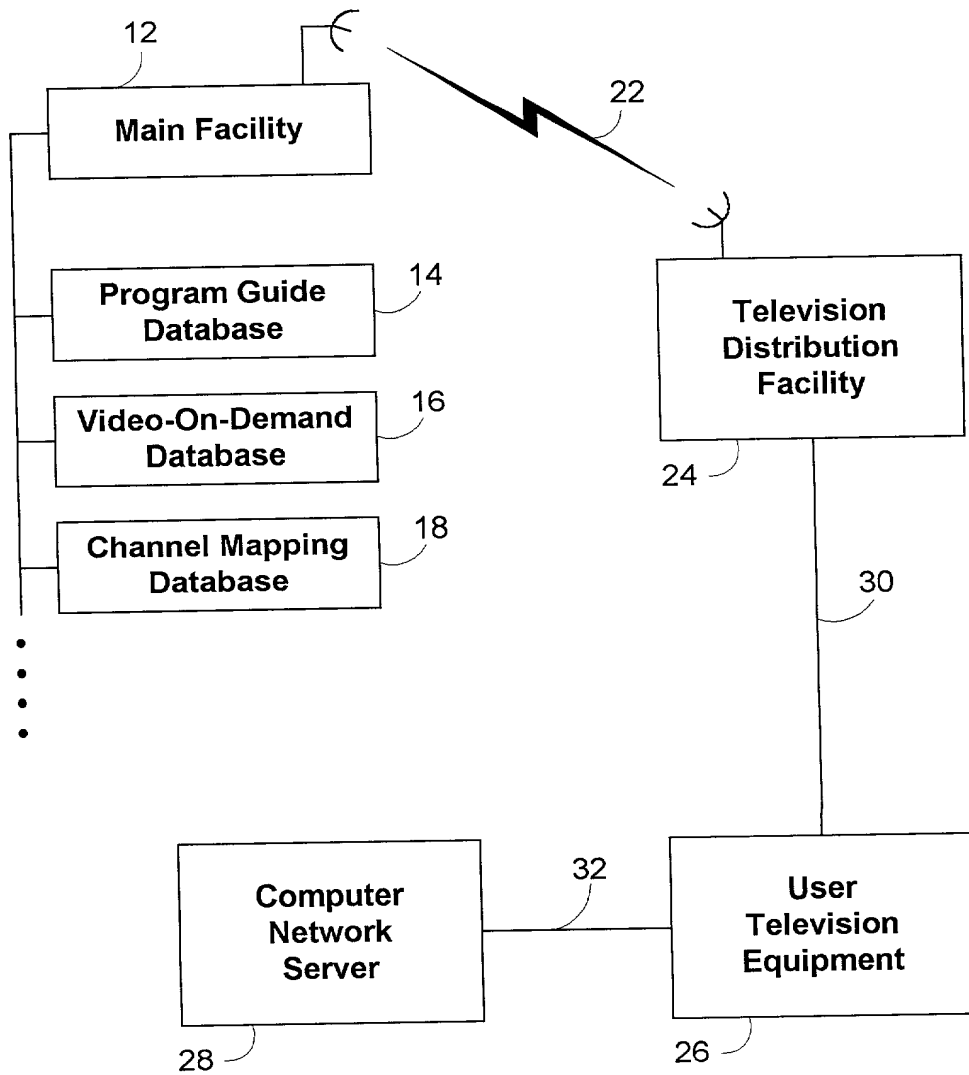 12
Main Facility
22
Program Guide
Database
14
Video-On-Demand
Database
16
Channel Mapping
Database
18
Television
Distribution
Facility
24
30
Computer
Network
Server
28
32
User
Television
Equipment
26